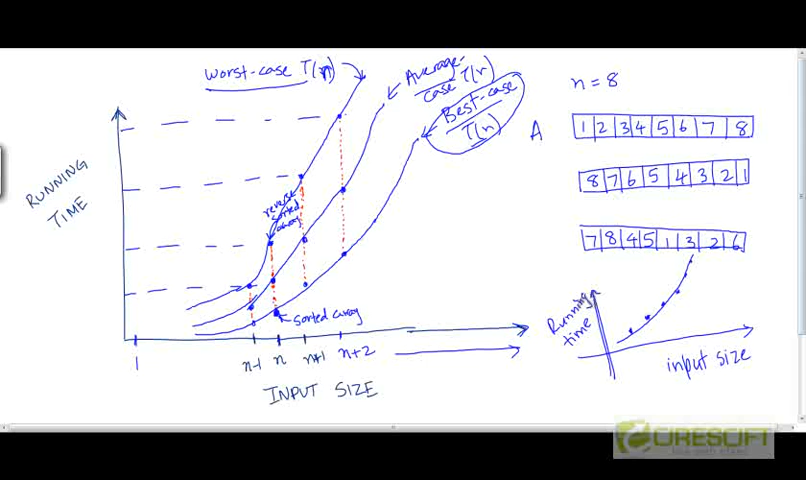 Worst-case T(n)
Average-
case T(n)
Best-case
T(n)
n = 8
A
1 2 3 4 5 6 7 8
8 7 6 5 4 3 2 1
7 8 4 5 1 3 2 6
RUNNING
TIME
reverse
sorted
array
sorted array
1 n-1 n n+1 n+2
INPUT SIZE
Running
time
input size